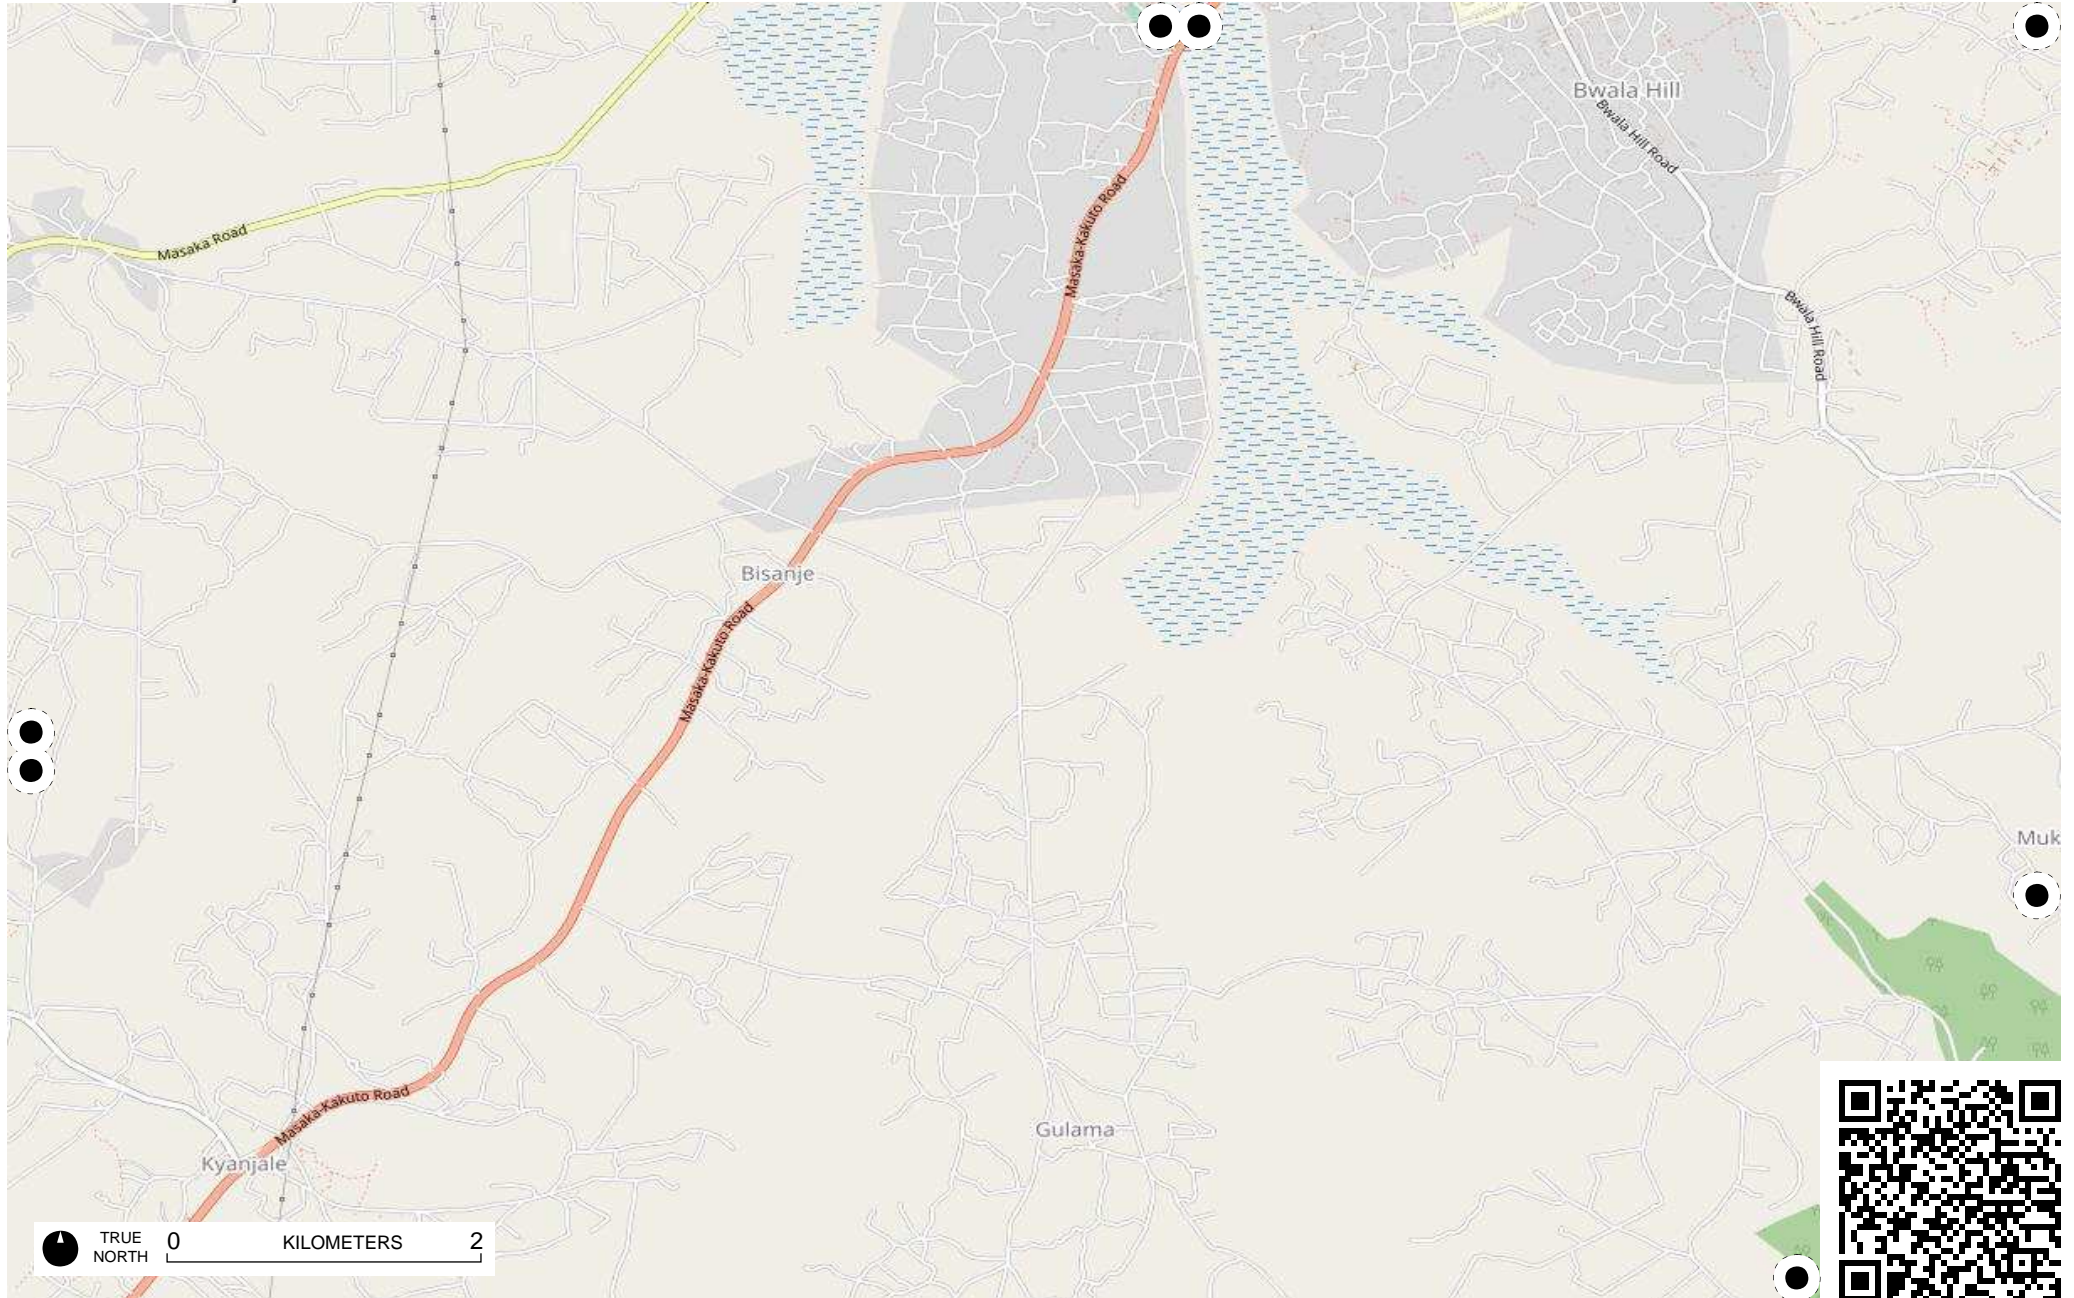 Bwala Hill
Bwala Hill Road
Masaka-Kakuto Road
Masaka Road
Bwala Hill Road
Bisanje
Masaka-Kakuto Road
Muk
Masaka-Kakuto Road
Gulama
Kyanjale
TRUE
NORTH
0 KILOMETERS 2